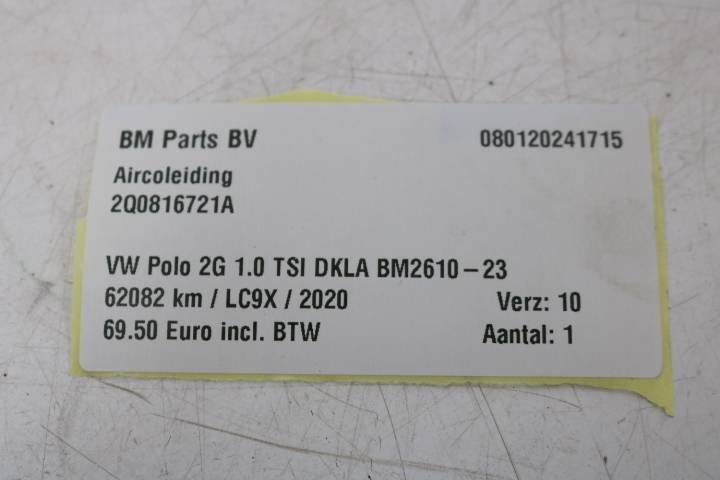 BM Parts BV 080120241715
Aircoleiding
2Q0816721A
VW Polo 2G 1.0 TSI DKLA BM2610-23
62082 km / LC9X / 2020 Verz: 10
69.50 Euro incl. BTW Aantal: 1